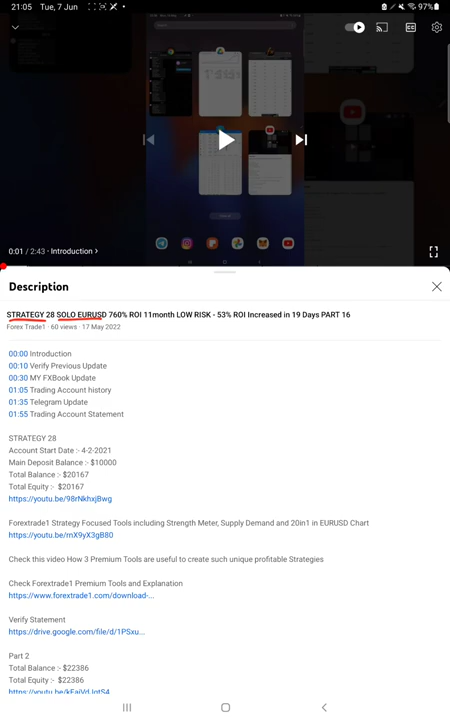 21:05 Tue, 7 Jun
97%
CC
0:01 / 2:43 · Introduction >
Description
STRATEGY 28 SOLO EURUSD 760% ROI 11month LOW RISK - 53% ROI Increased in 19 Days PART 16
Forex Trade1 · 60 views · 17 May 2022
00:00 Introduction
00:10 Verify Previous Update
00:30 MY FXBook Update
01:05 Trading Account history
01:35 Telegram Update
01:55 Trading Account Statement
STRATEGY 28
Account Start Date :- 4-2-2021
Main Deposit Balance :- $10000
Total Balance :- $20167
Total Equity :-  $20167
https://youtu.be/98rNkhxjBwg
Forextrade1 Strategy Focused Tools including Strength Meter, Supply Demand and 20in1 in EURUSD Chart
https://youtu.be/rnX9yX3gB80
Check this video How 3 Premium Tools are useful to create such unique profitable Strategies
Check Forextrade1 Premium Tools and Explanation
https://www.forextrade1.com/download-...
Verify Statement
https://drive.google.com/file/d/1PSxu...
Part 2
Total Balance :- $22386
Total Equity :- $22386